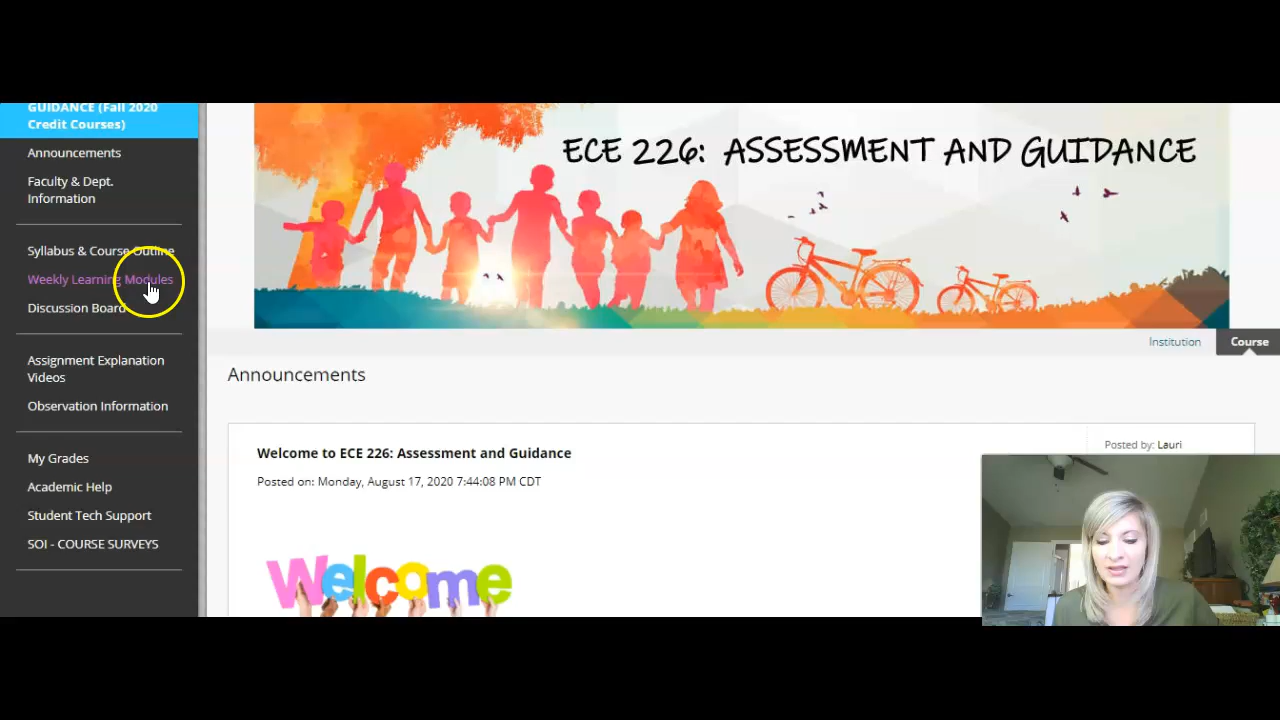 GUIDANCE (Fall 2020
Credit Courses)
Announcements
Faculty & Dept.
Information
Syllabus & Course Outline
Weekly Learning Modules
Discussion Board
Assignment Explanation
Videos
Observation Information
My Grades
Academic Help
Student Tech Support
SOI - COURSE SURVEYS
ECE 226: ASSESSMENT AND GUIDANCE
Institution
Course
Announcements
Welcome to ECE 226: Assessment and Guidance
Posted on: Monday, August 17, 2020 7:44:08 PM CDT
Posted by: Lauri
Welcome